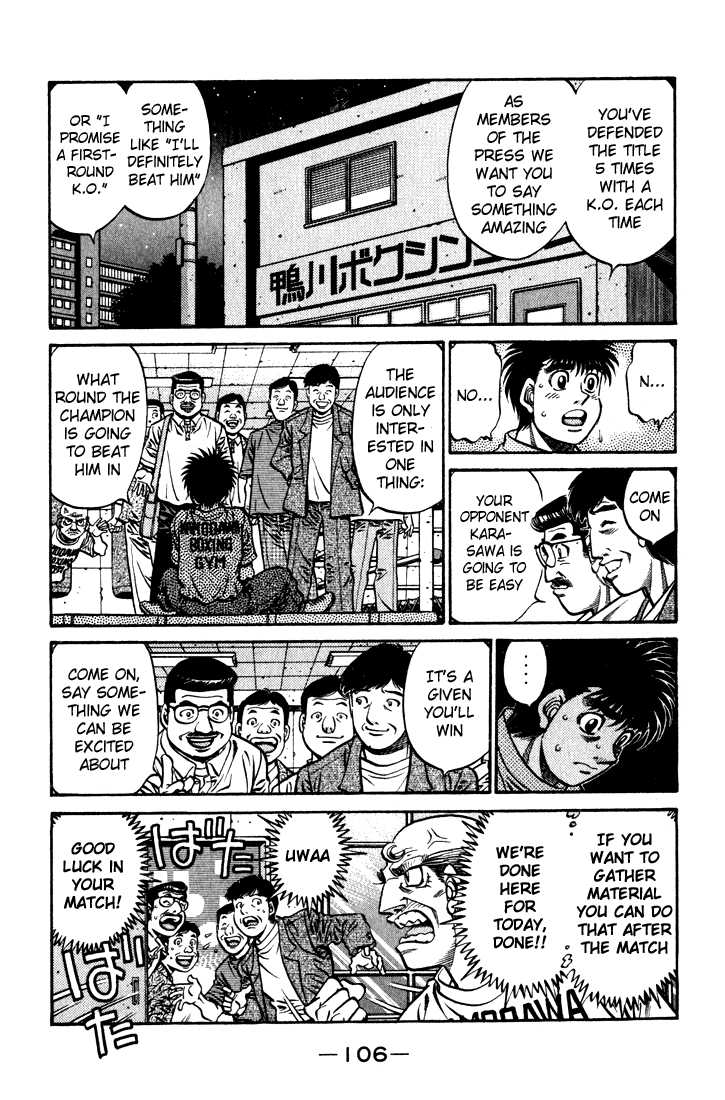 YOU'VE
DEFENDED
THE TITLE
5 TIMES
WITH A
K.O. EACH
TIME
AS
MEMBERS
OF THE
PRESS WE
WANT YOU
TO SAY
SOMETHING
AMAZING
SOME-
THING
LIKE "I'LL
DEFINITELY
BEAT HIM"
OR "I
PROMISE
A FIRST-
ROUND
K.O."
鴨川ボクシン
N...
NO...
THE
AUDIENCE
IS ONLY
INTER-
ESTED IN
ONE
THING:
WHAT
ROUND THE
CHAMPION
IS GOING
TO BEAT
HIM IN
BOXING
GYM
COME
ON
YOUR
OPPONENT
KARA-
SAWA IS
GOING TO
BE EASY
....
IT'S A
GIVEN
YOU'LL
WIN
COME ON,
SAY SOME-
THING WE
CAN BE
EXCITED
ABOUT
IF YOU
WANT TO
GATHER
MATERIAL
YOU CAN DO
THAT AFTER
THE MATCH
WE'RE
DONE
HERE
FOR
TODAY,
DONE!!
UWAA
GOOD
LUCK IN
YOUR
MATCH!
ばた
ばた
—106—